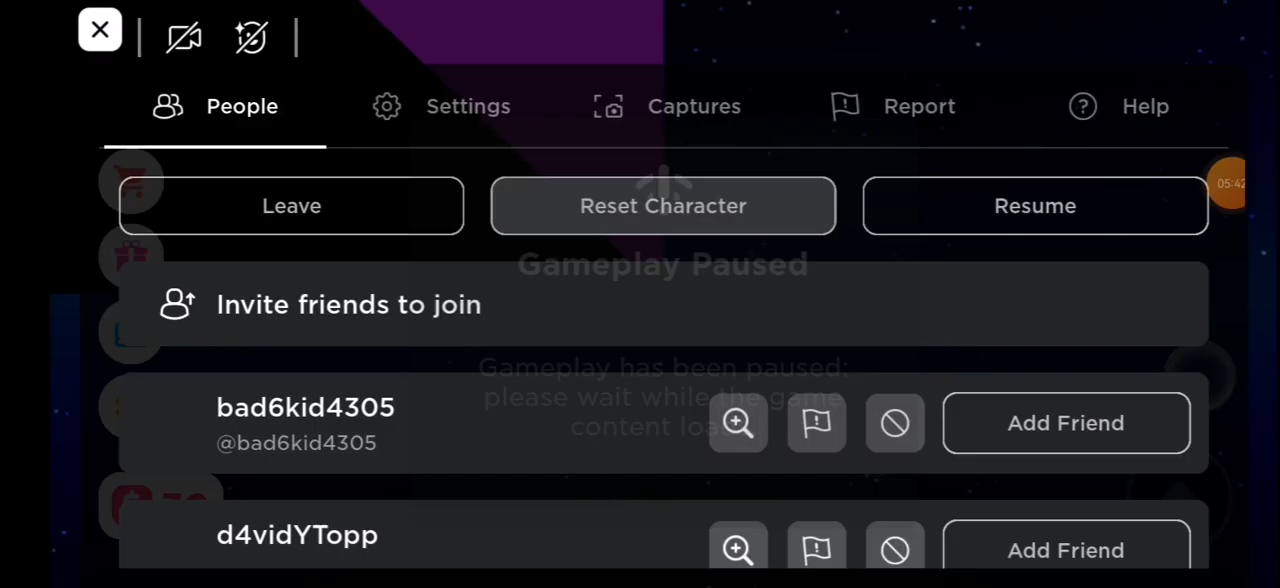 People
Settings
Captures
Report
Help
Leave
Reset Character
Resume
05:42
Gameplay Paused
Invite friends to join
Gameplay has been paused:
please wait while the game
content loa
bad6kid4305
@bad6kid4305
Add Friend
d4vidYTopp
Add Friend